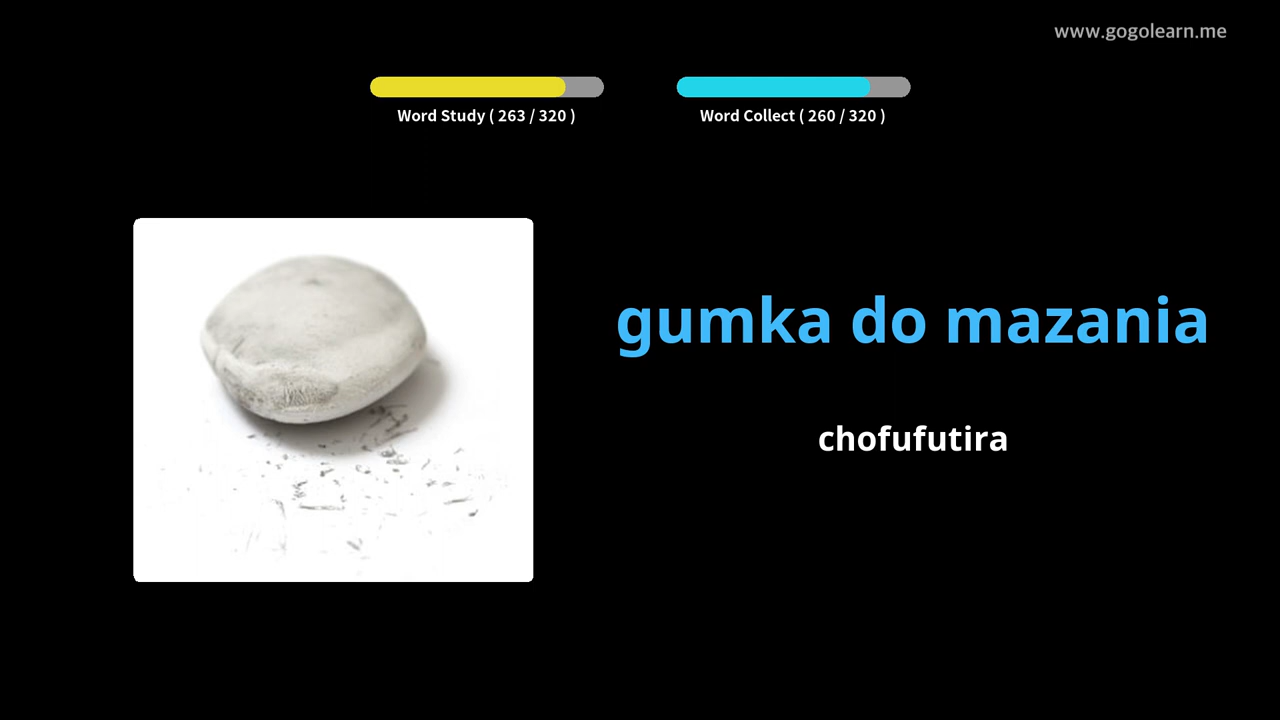 www.gogolearn.me
Word Study ( 263 / 320 )
Word Collect ( 260 / 320 )
gumka do mazania
chofufutira